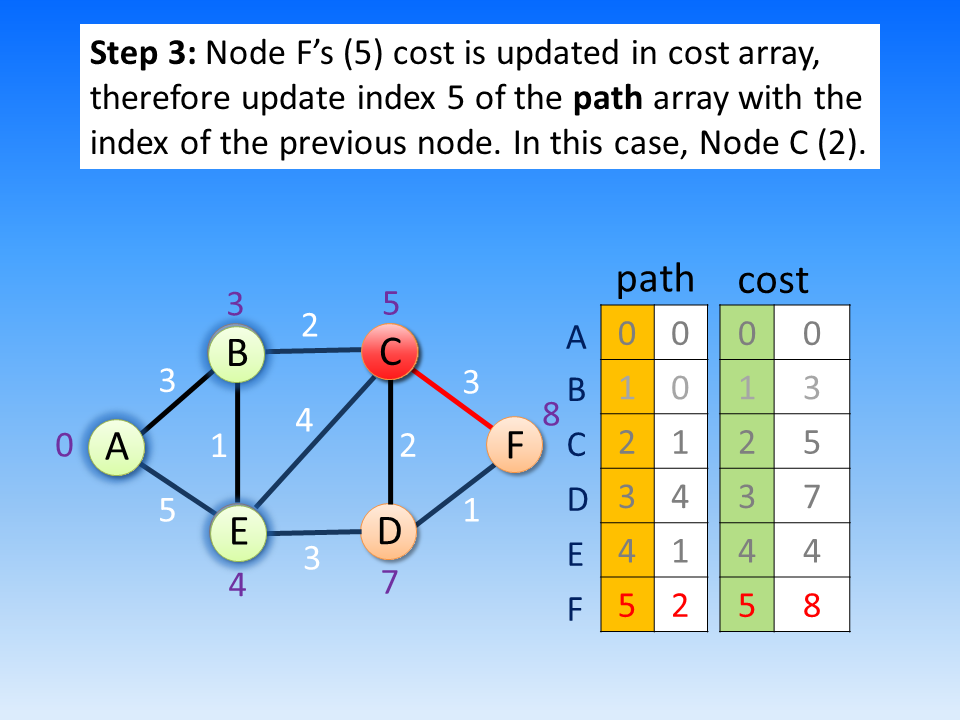 Step 3: Node F’s (5) cost is updated in cost array,
therefore update index 5 of the path array with the
index of the previous node. In this case, Node C (2).
path cost
3 5
2
A 0 0 0 0
B C
3 3
B 1 0 1 3
8
4
0 A 1 2 F
C 2 1 2 5
D 3 4 3 7
5 1
E D
E 4 1 4 4
3
4 7
F 5 2 5 8